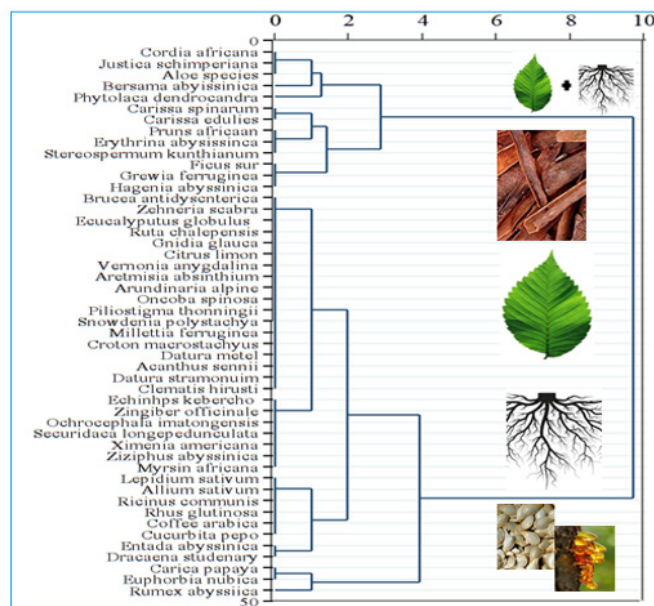 0 2 4 6 8 10
0
Cordia africana
Justica schimperiana
Aloe species
Bersama abyissinica
Phytolaca dendrocandra
Carissa spinarum
Carissa edulies
Pruns africaan
Erythrina abysissinca
Stereospermum kunthianum
Ficus sur
Grewia ferruginea
Hagenia abyssinica
Brucea antidysenterica
Zehneria scabra
Ecucalyputus globulus
Ruta chalepensis
Gnidia glauca
Citrus limon
Vernonia anygdalina
Aretmisia absinthium
Arundinaria alpine
Oncoba spinosa
Piliostigma thonningii
Snowdenia polystachya
Millettia ferruginea
Croton macrostachyus
Datura metel
Acanthus sennii
Datura stramonuim
Clematis hirusti
Echinhps kebercho
Zingiber officinale
Ochrocephala imatongensis
Securidaca longepedunculata
Ximenia americana
Ziziphus abyssinica
Myrsin africana
Lepidium sativum
Allium sativum
Ricinus communis
Rhus glutinosa
Coffee arabica
Cucurbita pepo
Entada abyssinica
Dracaena studenary
Carica papaya
Euphorbia nubica
Rumex abyssiica
50